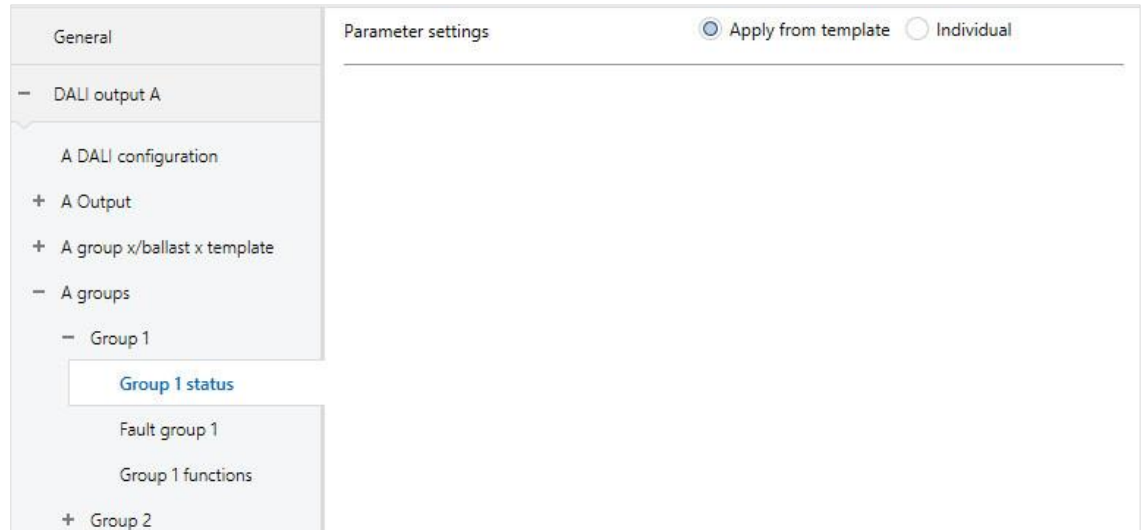 General
Parameter settings
Apply from template
Individual
DALI output A
A DALI configuration
A Output
A group x/ballast x template
A groups
Group 1
Group 1 status
Fault group 1
Group 1 functions
Group 2